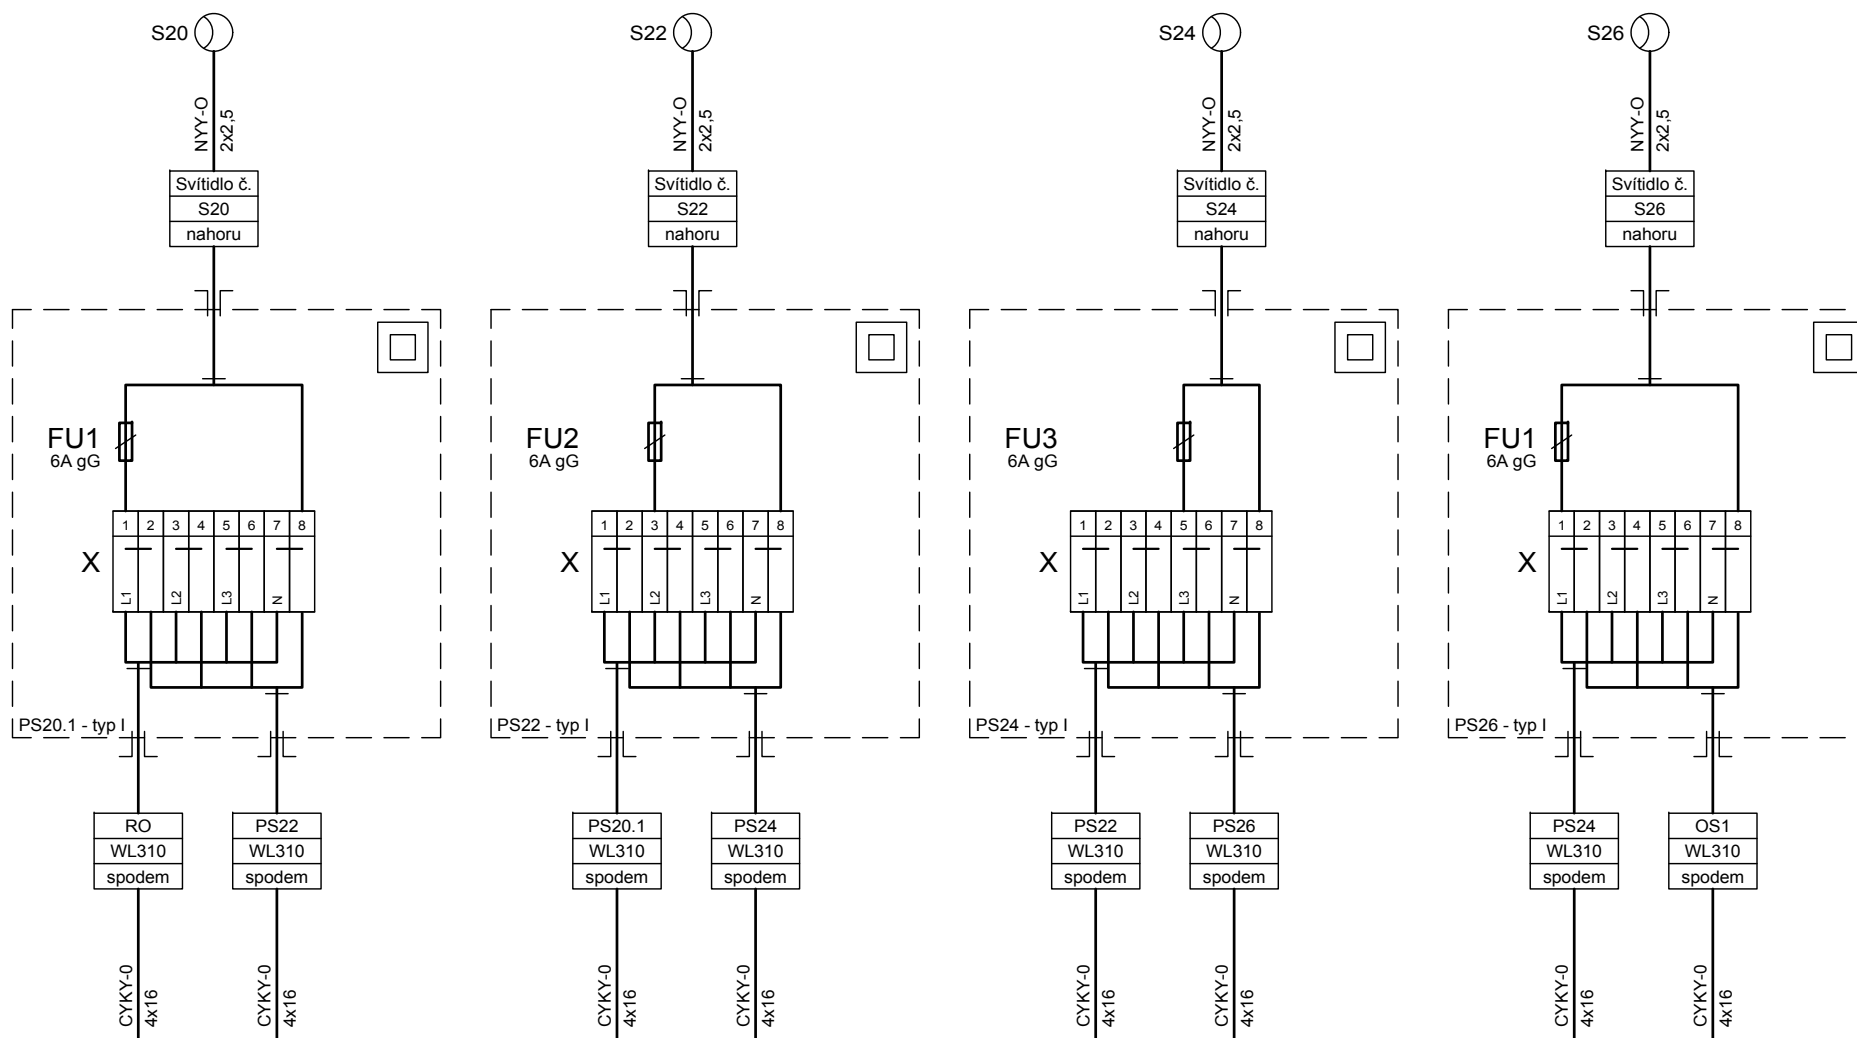 S20
NYY-O
2x2,5
Svítidlo č.
S20
nahoru
FU1
6A gG
1 2 3 4 5 6 7 8
X
L1 L2 L3 N
PS20.1 - typ I
RO
WL310
spodem
PS22
WL310
spodem
CYKY-0
4x16
CYKY-0
4x16
S22
NYY-O
2x2,5
Svítidlo č.
S22
nahoru
FU2
6A gG
1 2 3 4 5 6 7 8
X
L1 L2 L3 N
PS22 - typ I
PS20.1
WL310
spodem
PS24
WL310
spodem
CYKY-0
4x16
CYKY-0
4x16
S24
NYY-O
2x2,5
Svítidlo č.
S24
nahoru
FU3
6A gG
1 2 3 4 5 6 7 8
X
L1 L2 L3 N
PS24 - typ I
PS22
WL310
spodem
PS26
WL310
spodem
CYKY-0
4x16
CYKY-0
4x16
S26
NYY-O
2x2,5
Svítidlo č.
S26
nahoru
FU1
6A gG
1 2 3 4 5 6 7 8
X
L1 L2 L3 N
PS26 - typ I
PS24
WL310
spodem
OS1
WL310
spodem
CYKY-0
4x16
CYKY-0
4x16